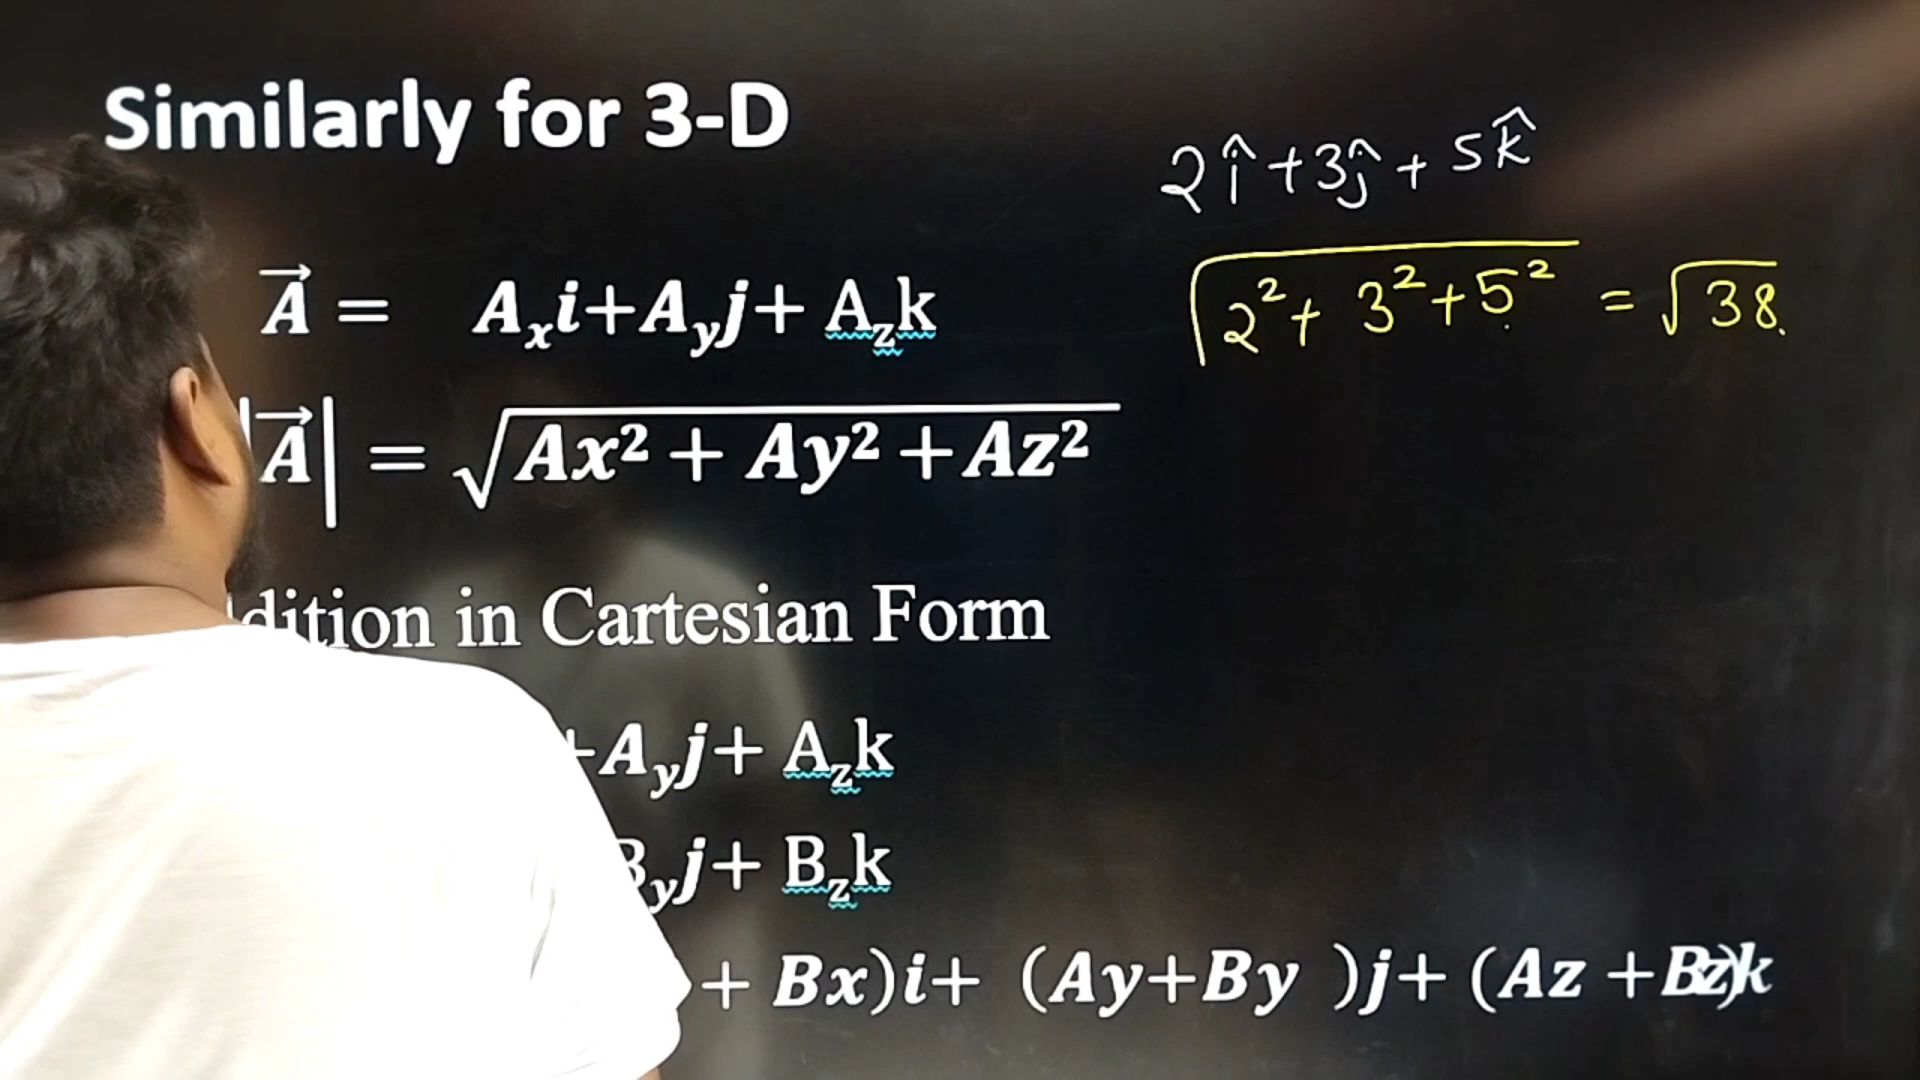 Similarly for 3-D
2î+3ĵ+5k̂
√2²+3²+5² = √38.
A⃗ = Aₓi+Aᵧj+A_zk
|A⃗| = √Ax²+Ay²+Az²
in Cartesian Form
+Aᵧj+A_zk
Bᵧj+B_zk
+Bx)i+ (Ay+By )j+(Az +Bz)k